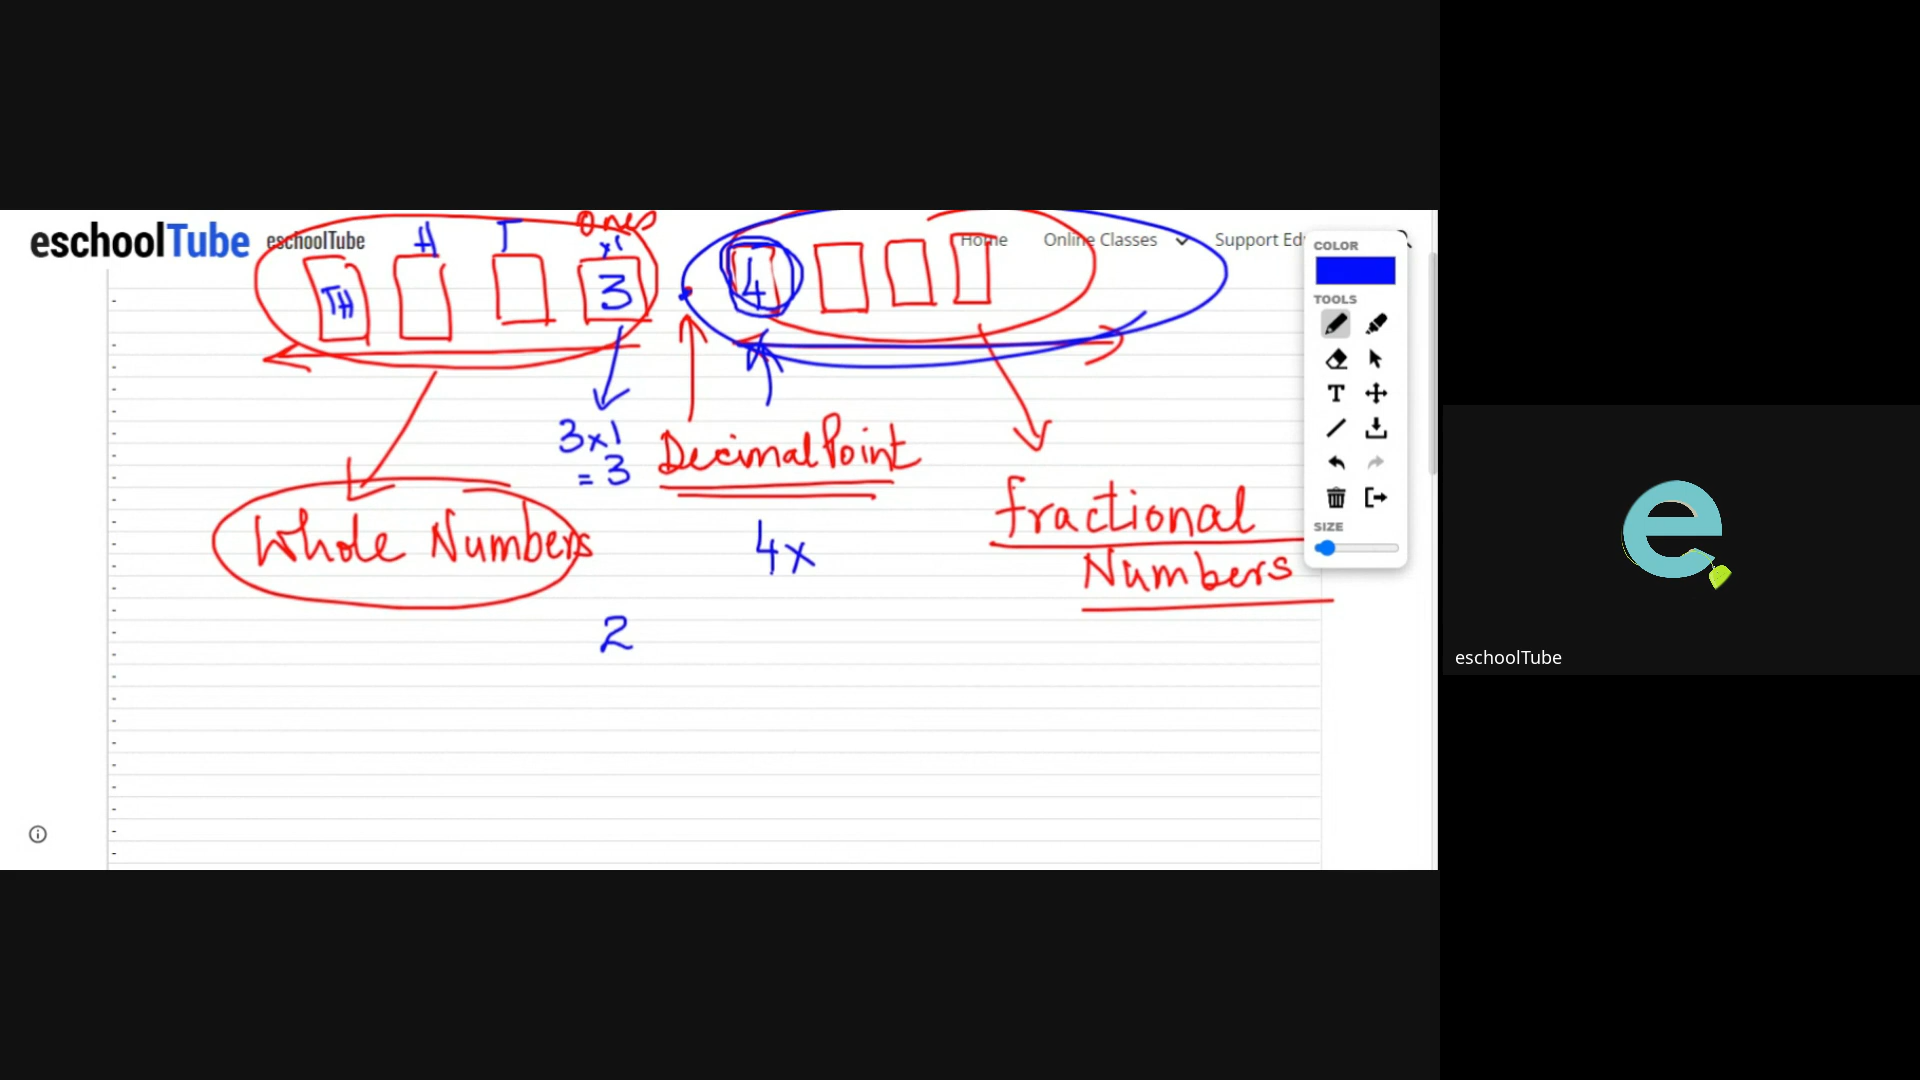 eschoolTube eschoolTube
Home Online Classes Support Ed
ones
H T x1
TH 3 . 4
3x1
= 3
Decimal Point
fractional
Numbers
Whole Numbers
4x
2
COLOR
TOOLS
T
SIZE
eschoolTube